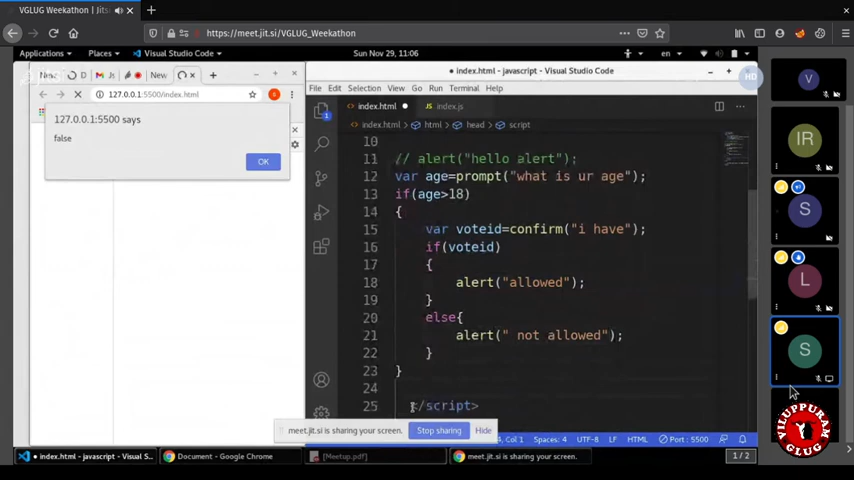 VGLUG Weekathon | Jitsi
https://meet.jit.si/VGLUG_Weekathon
Applications Places Visual Studio Code Sun Nov 29, 11:06 en
New
New
127.0.0.1:5500/index.html
127.0.0.1:5500 says
false
OK
• index.html - javascript - Visual Studio Code
HD
File Edit Selection View Go Run Terminal Help
index.html index.js
index.html > html > head > script
10
11 // alert("hello alert");
12 var age=prompt("what is ur age");
13 if(age>18)
14 {
15 var voteid=confirm("i have");
16 if(voteid)
17 {
18 alert("allowed");
19 }
20 else{
21 alert(" not allowed");
22 }
23 }
24
25 </script>
1
V
IR
S
L
S
meet.jit.si is sharing your screen. Stop sharing Hide
, Col 1 Spaces: 4 UTF-8 LF HTML Port : 5500
• index.html - javascript - Visual S... Document - Google Chrome [Meetup.pdf] meet.jit.si is sharing your screen. 1 / 2
VILUPPURAM
GLUG